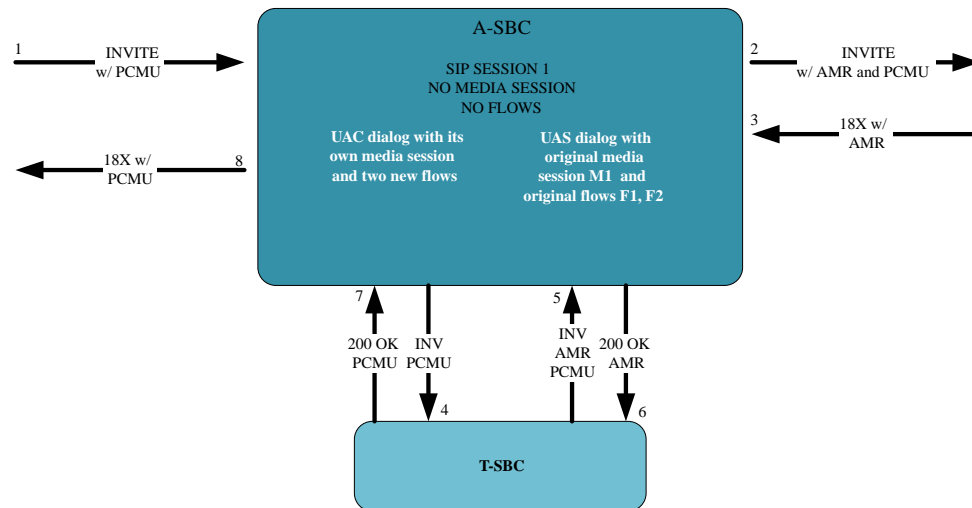 A-SBC
1
INVITE
w/ PCMU
SIP SESSION 1
NO MEDIA SESSION
NO FLOWS
2
INVITE
w/ AMR and PCMU
3
18X w/
AMR
UAC dialog with its
own media session
and two new flows
UAS dialog with
original media
session M1 and
original flows F1, F2
18X w/
PCMU
8
7
200 OK
PCMU
INV
PCMU
4
5
INV
AMR
PCMU
200 OK
AMR
6
T-SBC